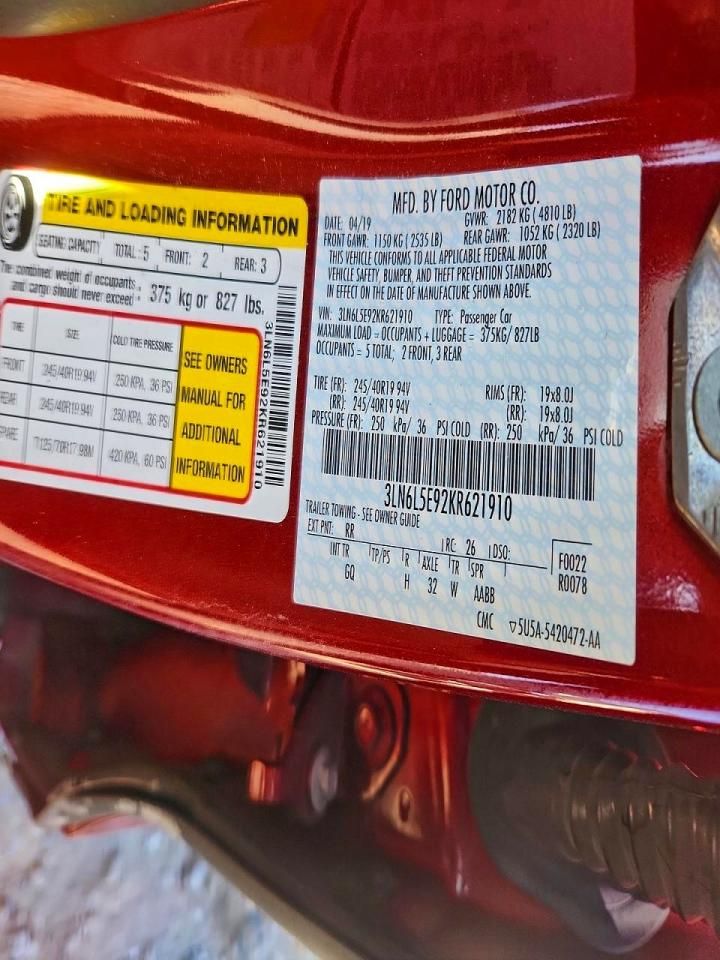 TIRE AND LOADING INFORMATION
SEATING CAPACITY TOTAL: 5 FRONT: 2 REAR: 3
The combined weight of occupants
and cargo should never exceed 375 kg or 827 lbs.
TIRE SIZE COLD TIRE PRESSURE
FRONT 245/40R19 94V 250 KPA, 36 PSI
REAR 245/40R19 94V 250 KPA, 36 PSI
SPARE T125/70R17 98M 420 KPA, 60 PSI
SEE OWNERS
MANUAL FOR
ADDITIONAL
INFORMATION
3LN6L5E92KR621910
MFD. BY FORD MOTOR CO.
DATE: 04/19 GVWR: 2182 KG ( 4810 LB)
FRONT GAWR: 1150 KG ( 2535 LB) REAR GAWR: 1052 KG ( 2320 LB)
THIS VEHICLE CONFORMS TO ALL APPLICABLE FEDERAL MOTOR
VEHICLE SAFETY, BUMPER, AND THEFT PREVENTION STANDARDS
IN EFFECT ON THE DATE OF MANUFACTURE SHOWN ABOVE.
VIN: 3LN6L5E92KR621910 TYPE: Passenger Car
MAXIMUM LOAD = OCCUPANTS + LUGGAGE = 375KG/ 827LB
OCCUPANTS = 5 TOTAL; 2 FRONT, 3 REAR
TIRE (FR): 245/40R19 94V RIMS (FR): 19x8.0J
(RR): 245/40R19 94V (RR): 19x8.0J
PRESSURE (FR): 250 kPa/ 36 PSI COLD (RR): 250 kPa/ 36 PSI COLD
3LN6L5E92KR621910
TRAILER TOWING - SEE OWNER GUIDE
EXT PNT: RR RC: 26 DSO: F0022
INT TR TP/PS R AXLE TR SPR R0078
GQ H 32 W AABB
CMC ▽5U5A-5420472-AA